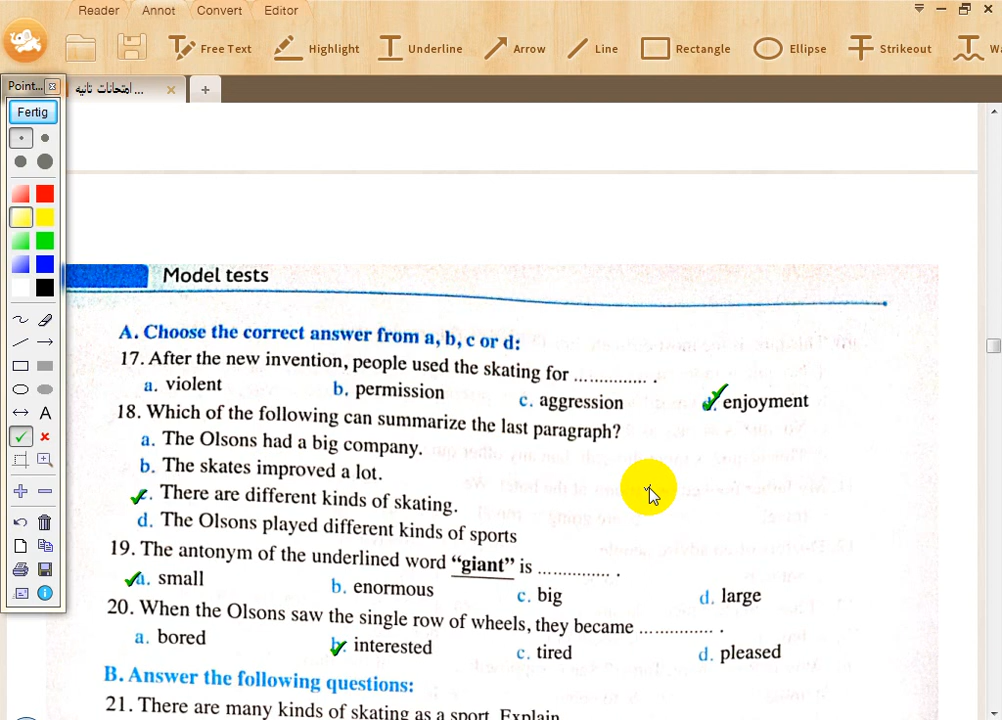 Reader Annot Convert Editor
Free Text Highlight Underline Arrow Line Rectangle Ellipse Strikeout Wa
Point...
امتحانات تانيه ...
+
Fertig
A
Model tests
A. Choose the correct answer from a, b, c or d:
17. After the new invention, people used the skating for ............... .
a. violent b. permission c. aggression d. enjoyment
18. Which of the following can summarize the last paragraph?
a. The Olsons had a big company.
b. The skates improved a lot.
c. There are different kinds of skating.
d. The Olsons played different kinds of sports
19. The antonym of the underlined word “giant” is ............... .
a. small b. enormous c. big d. large
20. When the Olsons saw the single row of wheels, they became ............... .
a. bored b. interested c. tired d. pleased
B. Answer the following questions:
21. There are many kinds of skating as a sport. Explain